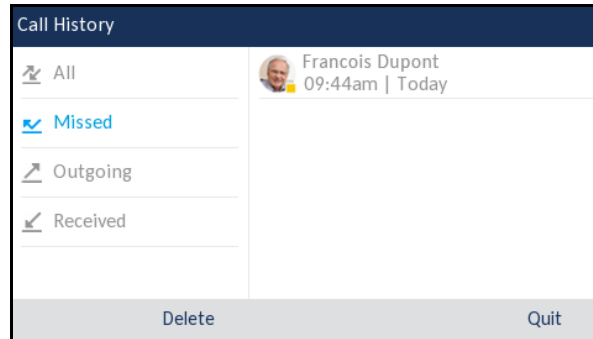 Call History
All
Missed
Outgoing
Received
Francois Dupont
09:44am | Today
Delete
Quit